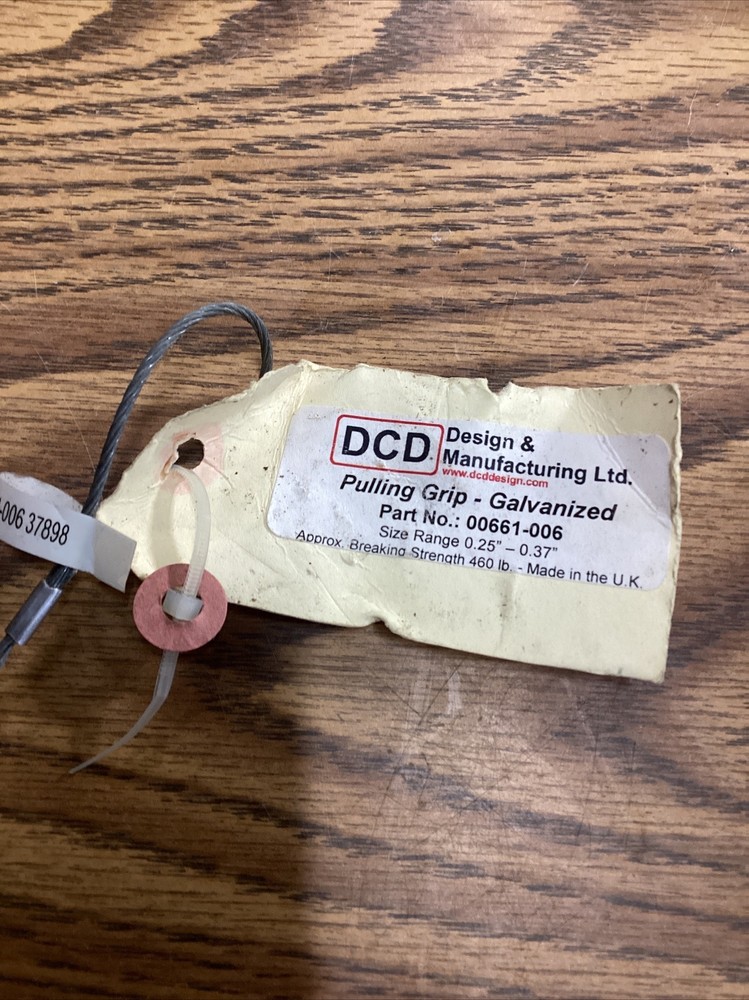 DCD Design &
Manufacturing Ltd.
www.dcddesign.com
Pulling Grip - Galvanized
Part No.: 00661-006
Size Range 0.25" – 0.37"
Approx. Breaking Strength 460 lb. - Made in the U.K.
-006 37898